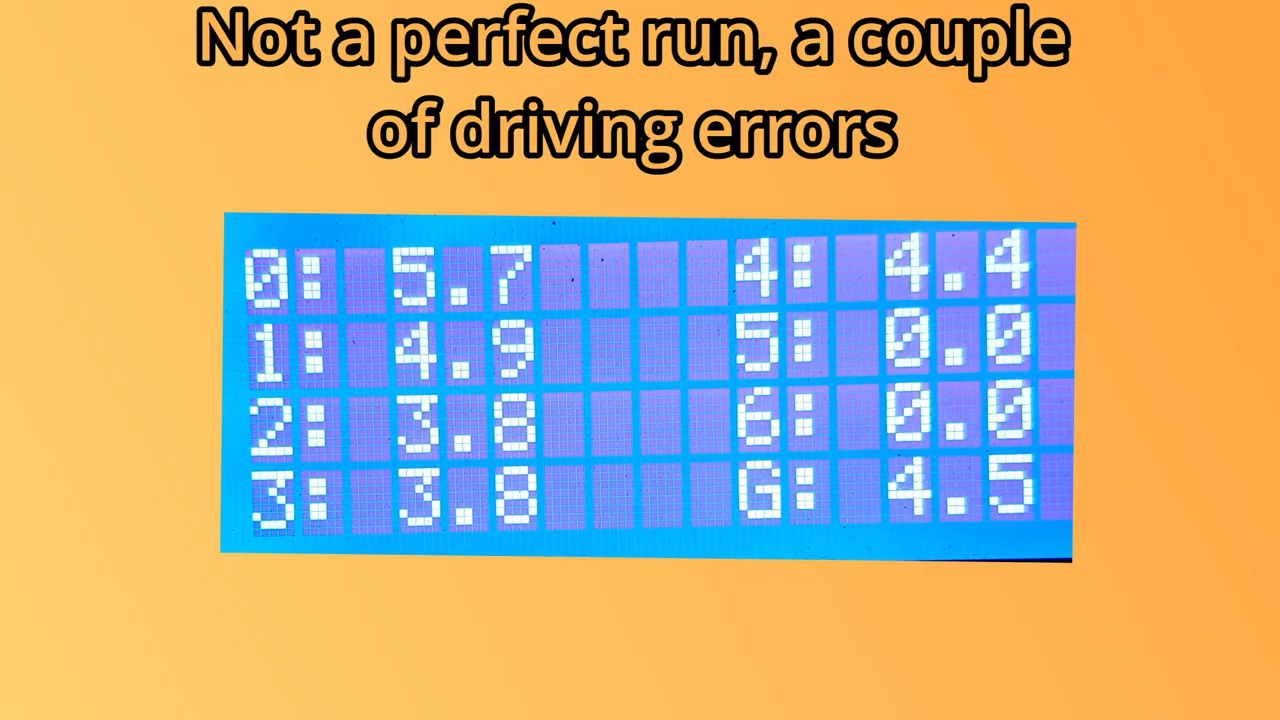 Not a perfect run, a couple
of driving errors
0: 5.7 4: 4.4
1: 4.9 5: 0.0
2: 3.8 6: 0.0
3: 3.8 G: 4.5